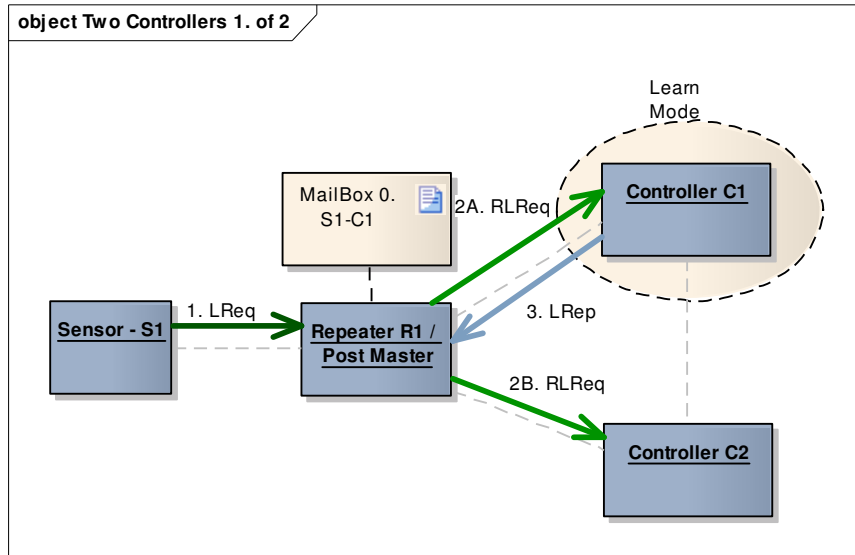 object Two Controllers 1. of 2
Learn
Mode
MailBox 0.
S1-C1
2A. RLReq
Controller C1
1. LReq
3. LRep
Sensor - S1
Repeater R1 /
Post Master
2B. RLReq
Controller C2